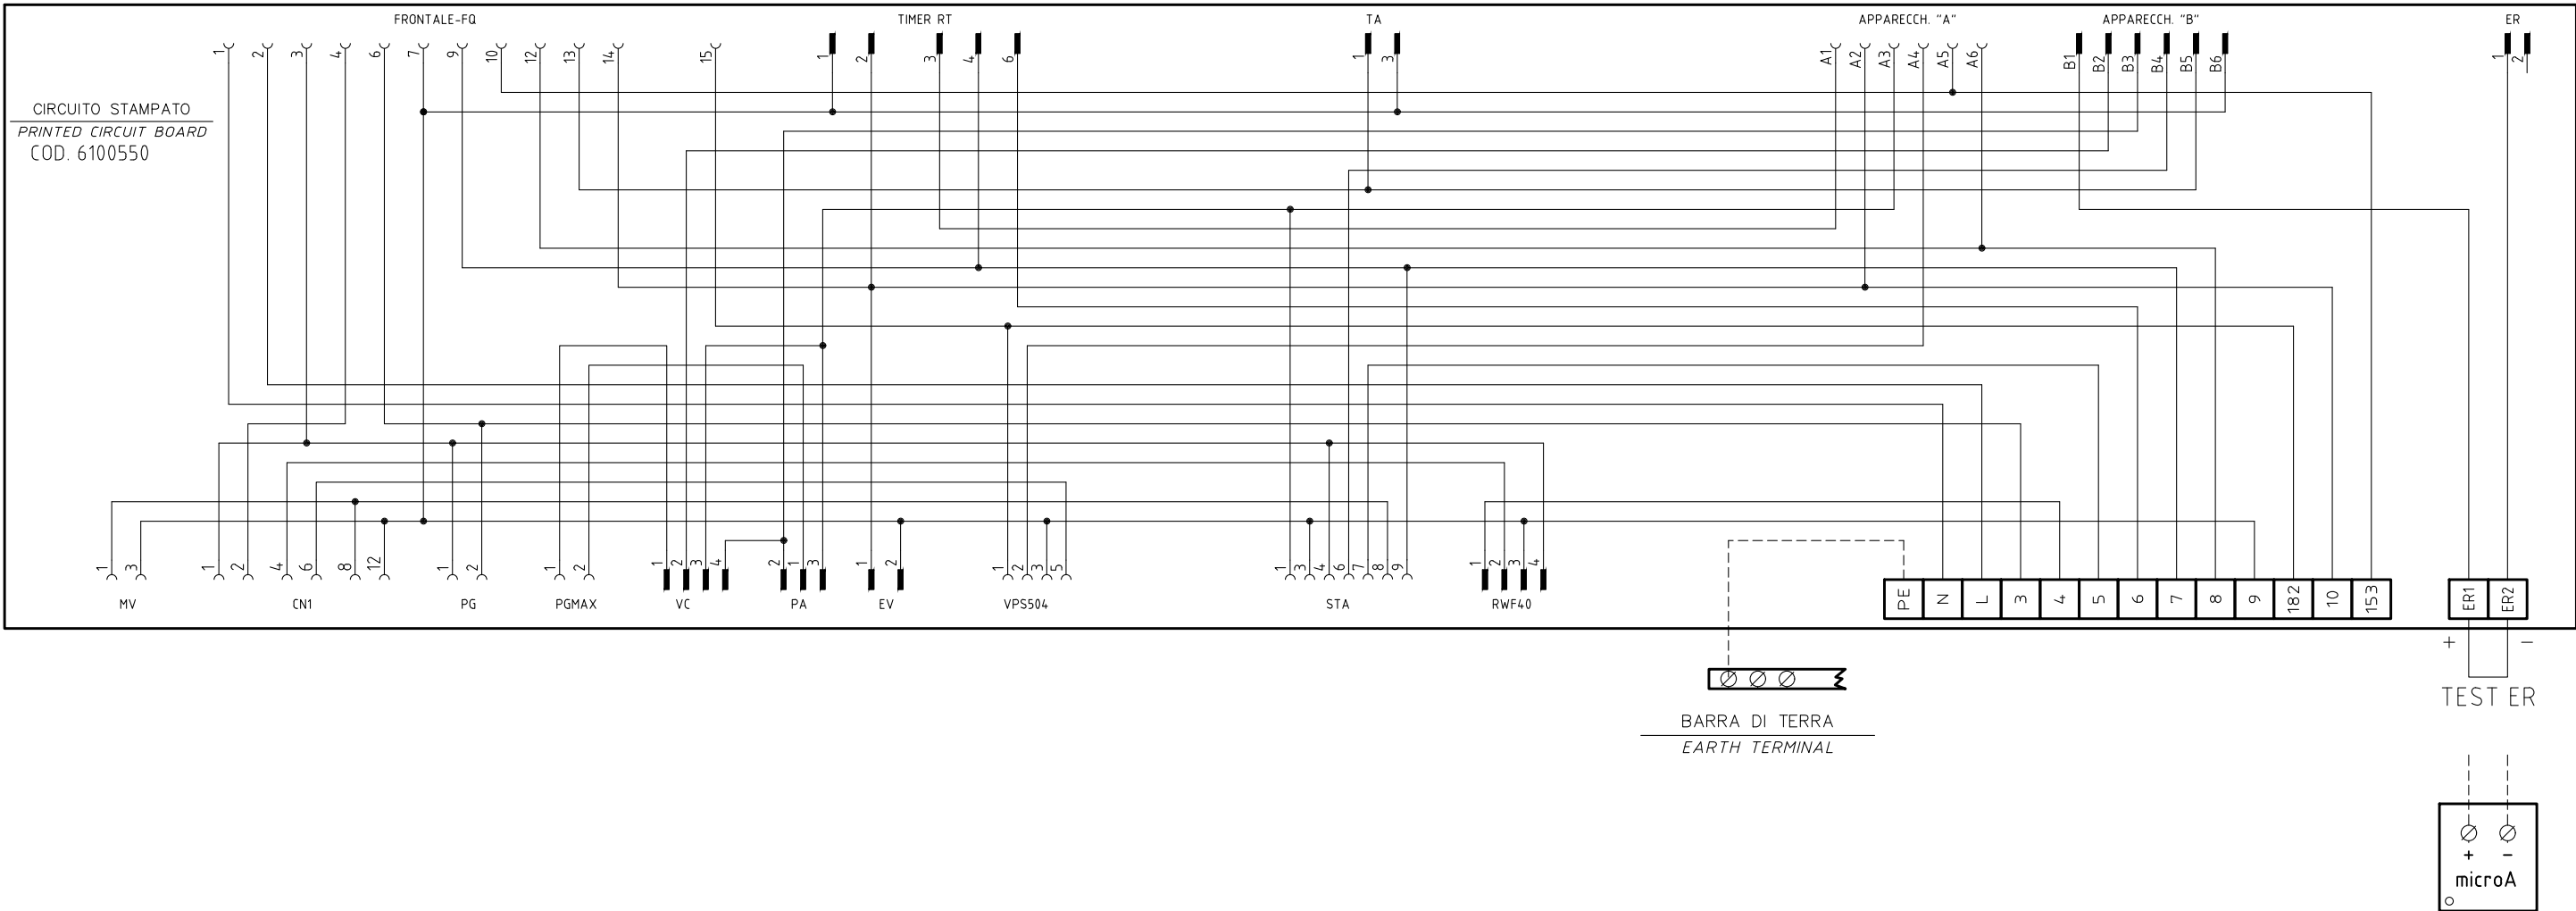 FRONTALE-FQ TIMER RT TA APPARECCH. "A" APPARECCH. "B" ER
1 2 3 4 6 7 9 10 12 13 14 15 1 2 3 4 6 1 3 A1 A2 A3 A4 A5 A6 B1 B2 B3 B4 B5 B6 1 2
CIRCUITO STAMPATO
PRINTED CIRCUIT BOARD
COD. 6100550
1 3 1 2 4 6 8 12 1 2 1 2 1 2 3 4 2 1 3 1 2 1 2 3 5 1 3 4 6 7 8 9 1 2 3 4
MV CN1 PG PGMAX VC PA EV VPS504 STA RWF40
PE N L 3 4 5 6 7 8 9 182 10 153 ER1 ER2
+ −
TEST ER
BARRA DI TERRA
EARTH TERMINAL
+ −
microA